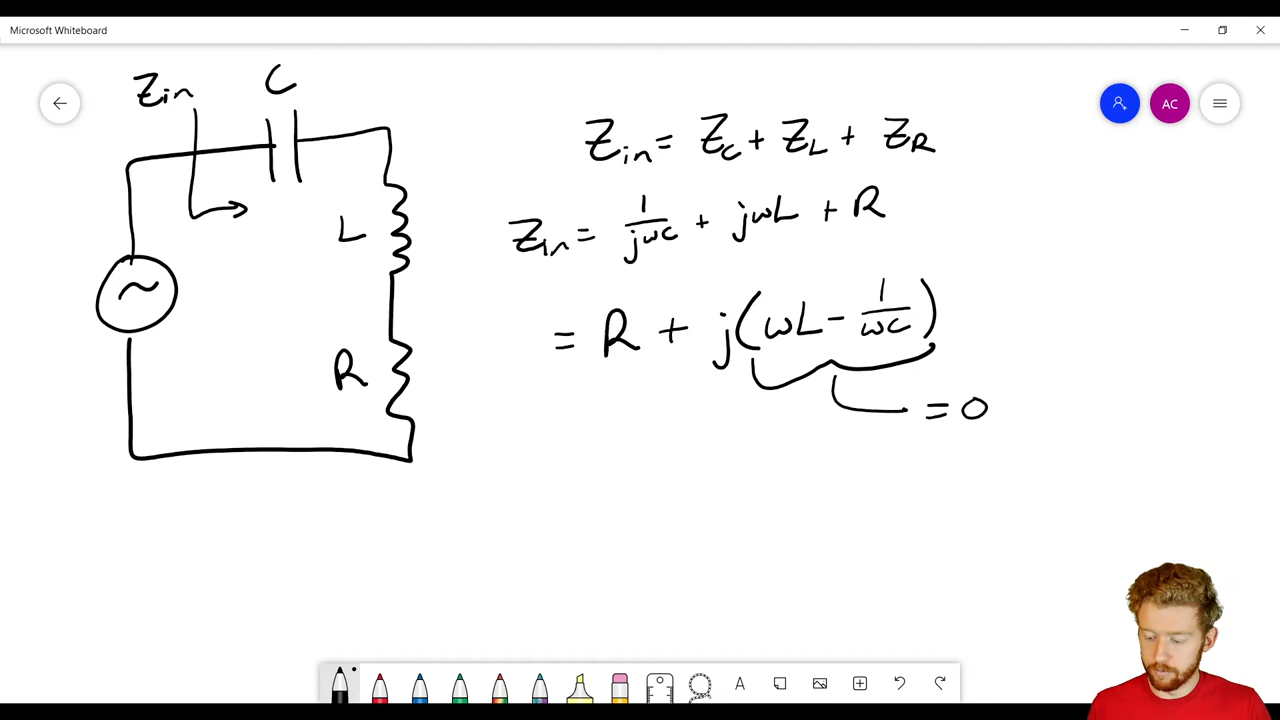 Microsoft Whiteboard
Zin
C
L
R
Zin = ZC + ZL + ZR
Zin = 1/jωC + jωL + R
= R + j(ωL − 1/ωC)
= 0
AC
A